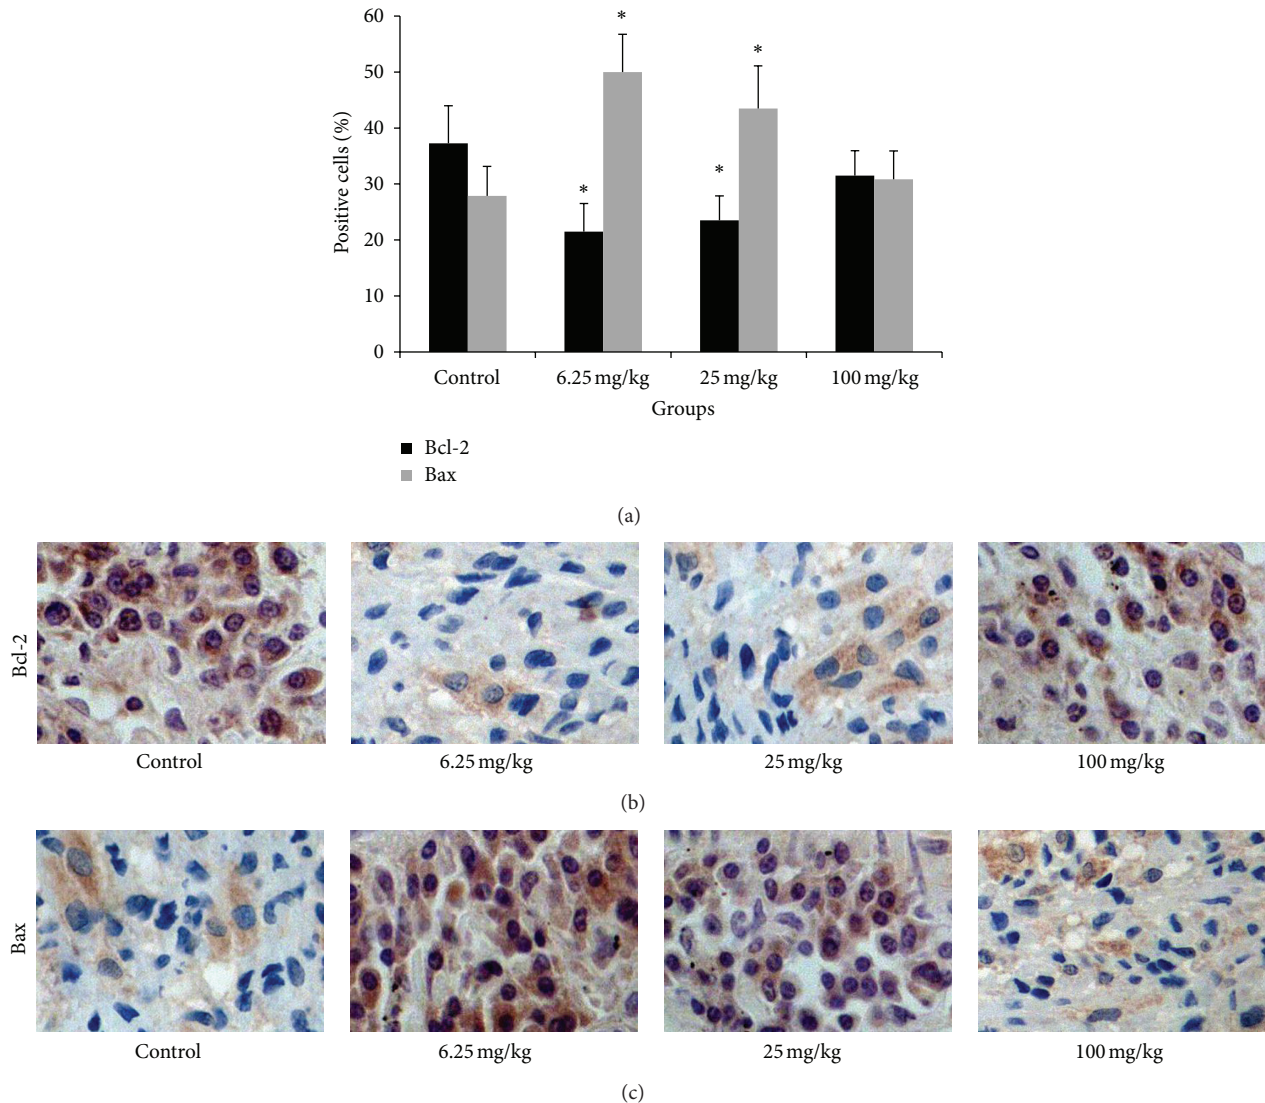 60
50
40
30
20
10
0
Positive cells (%)
*
*
*
*
Control 6.25 mg/kg 25 mg/kg 100 mg/kg
Groups
Bcl-2
Bax
(a)
Bcl-2
Control 6.25 mg/kg 25 mg/kg 100 mg/kg
(b)
Bax
Control 6.25 mg/kg 25 mg/kg 100 mg/kg
(c)